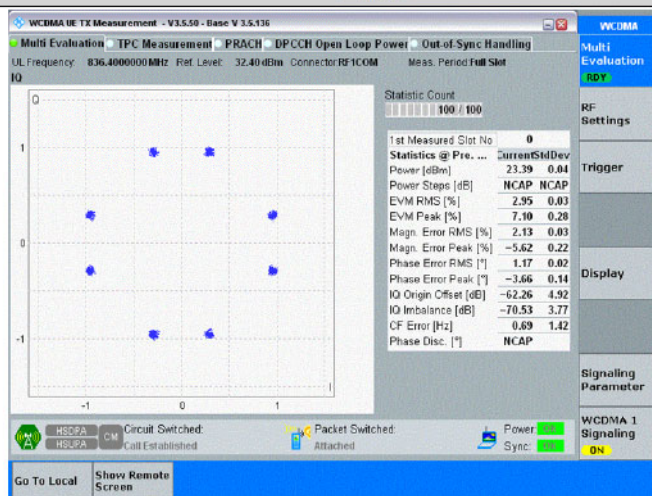 WCDMA UE TX Measurement - V3.5.50 - Base V 3.5.136
WCDMA
Multi Evaluation TPC Measurement PRACH DPCCH Open Loop Power Out-of-Sync Handling
UL Frequency: 836.4000000 MHz Ref. Level: 32.40 dBm Connector: RF1COM Meas. Period: Full Slot
IQ
Q
1
0
-1
-1 0 1
I
Statistic Count
100 / 100
1st Measured Slot No 0
Statistics @ Pre. ... Current StdDev
Power [dBm] 23.39 0.04
Power Steps [dB] NCAP NCAP
EVM RMS [%] 2.95 0.03
EVM Peak [%] 7.10 0.28
Magn. Error RMS [%] 2.13 0.03
Magn. Error Peak [%] -5.62 0.22
Phase Error RMS [°] 1.17 0.02
Phase Error Peak [°] -3.66 0.14
IQ Origin Offset [dB] -62.26 4.92
IQ Imbalance [dB] -70.53 3.77
CF Error [Hz] 0.69 1.42
Phase Disc. [°] NCAP
Multi
Evaluation
RDY
RF
Settings
Trigger
Display
Signaling
Parameter
WCDMA 1
Signaling
ON
HSDPA
HSUPA
CM
Circuit Switched:
Call Established
Packet Switched:
Attached
Power:
Sync:
Go To Local
Show Remote
Screen